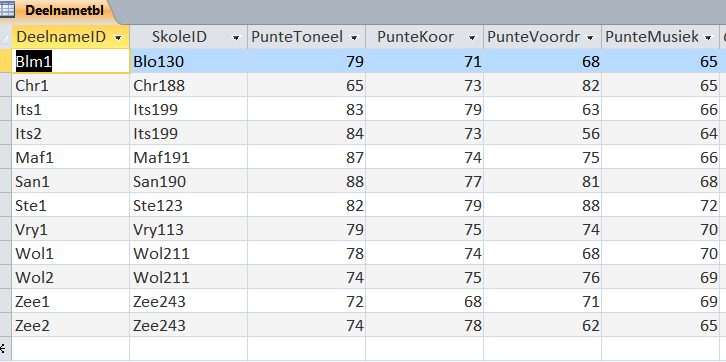 Deelnametbl
DeelnameID SkoleID PunteToneel PunteKoor PunteVoordr PunteMusiek
Blm1 Blo130 79 71 68 65
Chr1 Chr188 65 73 82 65
Its1 Its199 83 79 63 66
Its2 Its199 84 73 56 64
Maf1 Maf191 87 74 75 66
San1 San190 88 77 81 68
Ste1 Ste123 82 79 88 72
Vry1 Vry113 79 75 74 70
Wol1 Wol211 78 74 68 70
Wol2 Wol211 74 75 76 69
Zee1 Zee243 72 68 71 69
Zee2 Zee243 74 78 62 65